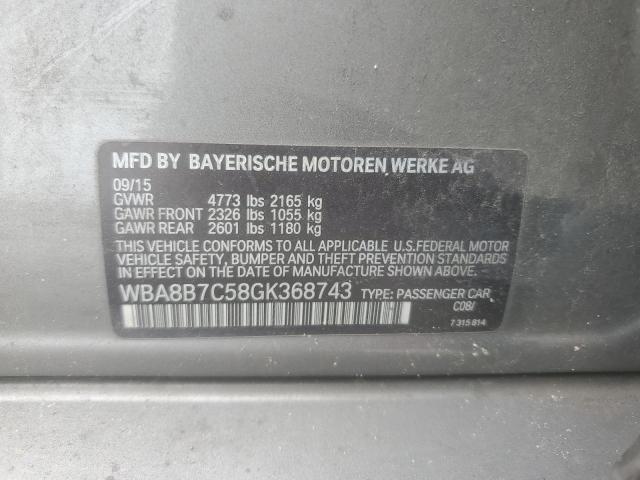 MFD BY BAYERISCHE MOTOREN WERKE AG
09/15
GVWR 4773 lbs 2165 kg
GAWR FRONT 2326 lbs 1055 kg
GAWR REAR 2601 lbs 1180 kg
THIS VEHICLE CONFORMS TO ALL APPLICABLE U.S.FEDERAL MOTOR
VEHICLE SAFETY, BUMPER AND THEFT PREVENTION STANDARDS
IN EFFECT ON THE DATE OF MANUFACTURE SHOWN ABOVE.
WBA8B7C58GK368743 TYPE: PASSENGER CAR
C08/
7 315 814